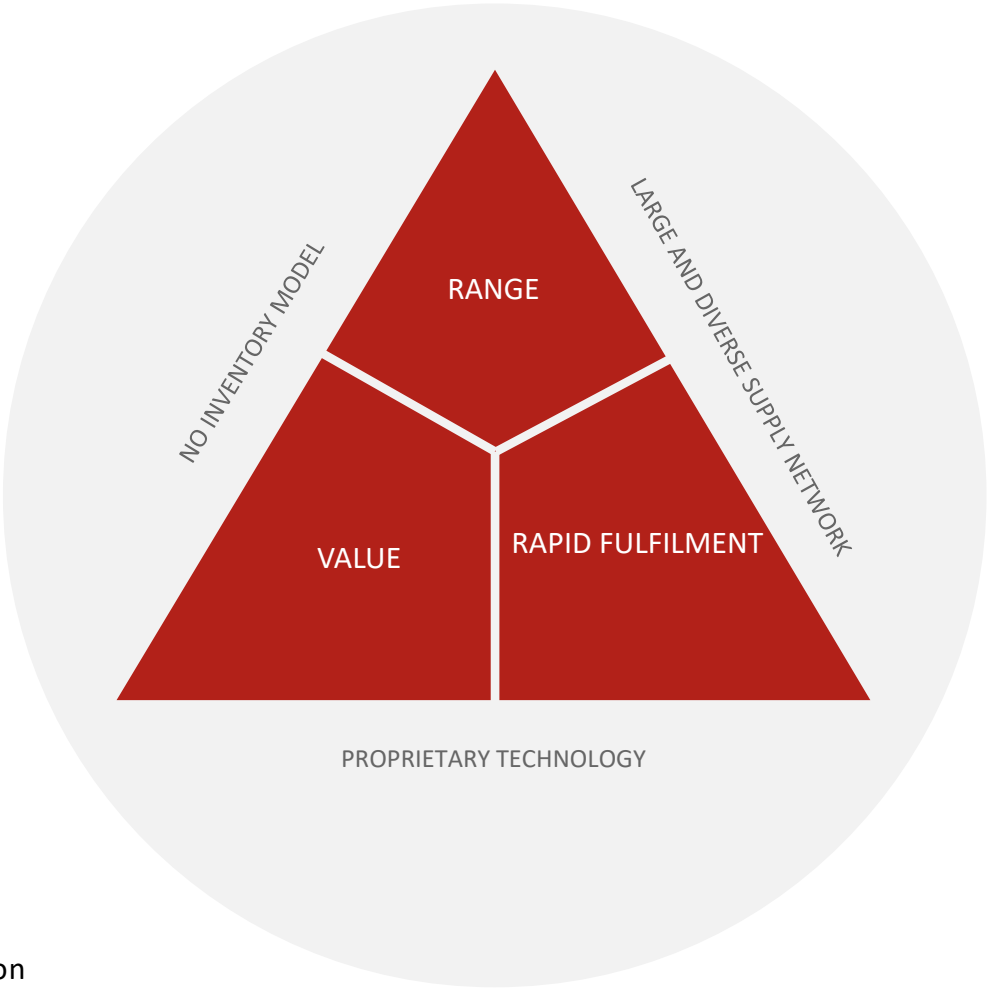 RANGE
LARGE AND DIVERSE SUPPLY NETWORK
NO INVENTORY MODEL
VALUE
RAPID FULFILMENT
PROPRIETARY TECHNOLOGY
on